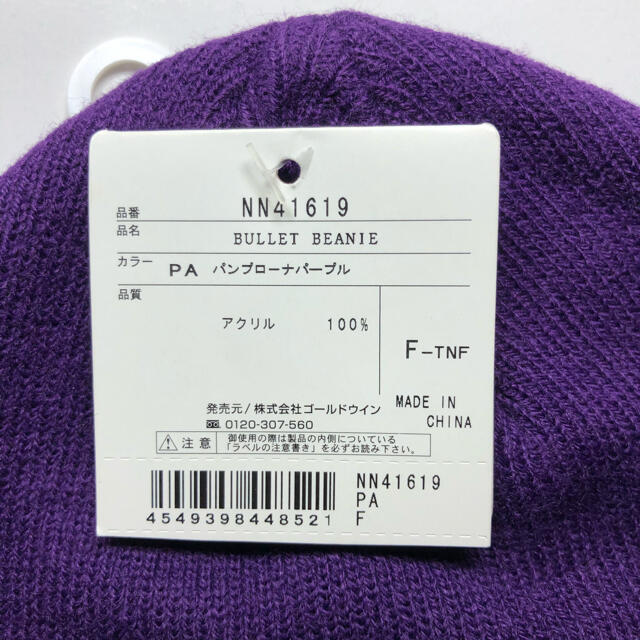 品番 NN41619
品名 BULLET BEANIE
カラー PA パンプローナパープル
品質
アクリル 100%
F-TNF
発売元/株式会社ゴールドウイン
0120-307-560
MADE IN
CHINA
注意
御使用の際は製品の内側についている
「ラベルの注意書き」を必ずお読み下さい。
4549398448521
NN41619
PA
F